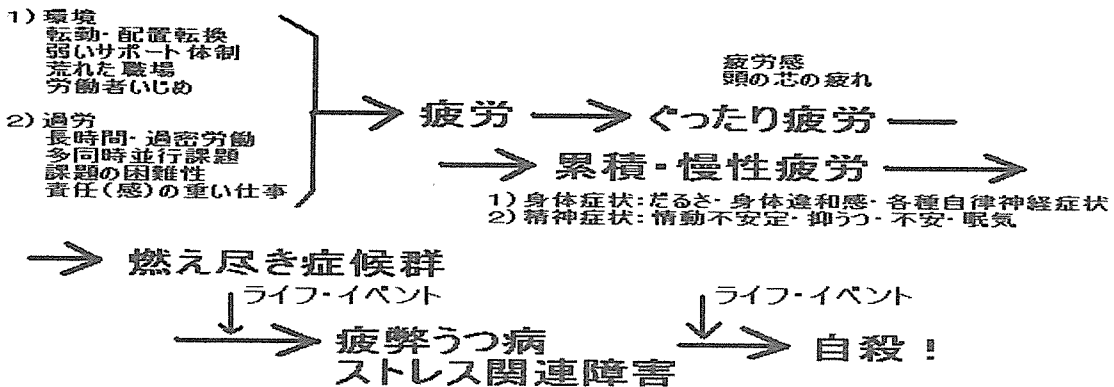 1)環境
転勤・配置転換
弱いサポート体制
荒れた職場
労働者いじめ
2)過労
長時間・過密労働
多同時並行課題
課題の困難性
責任(感)の重い仕事
疲労
疲労感
頭の芯の疲れ
ぐったり疲労
累積・慢性疲労
1)身体症状:だるさ・身体違和感・各種自律神経症状
2)精神症状:情動不安定・抑うつ・不安・眠気
燃え尽き症候群
ライフ・イベント
疲弊うつ病
ストレス関連障害
ライフ・イベント
自殺!